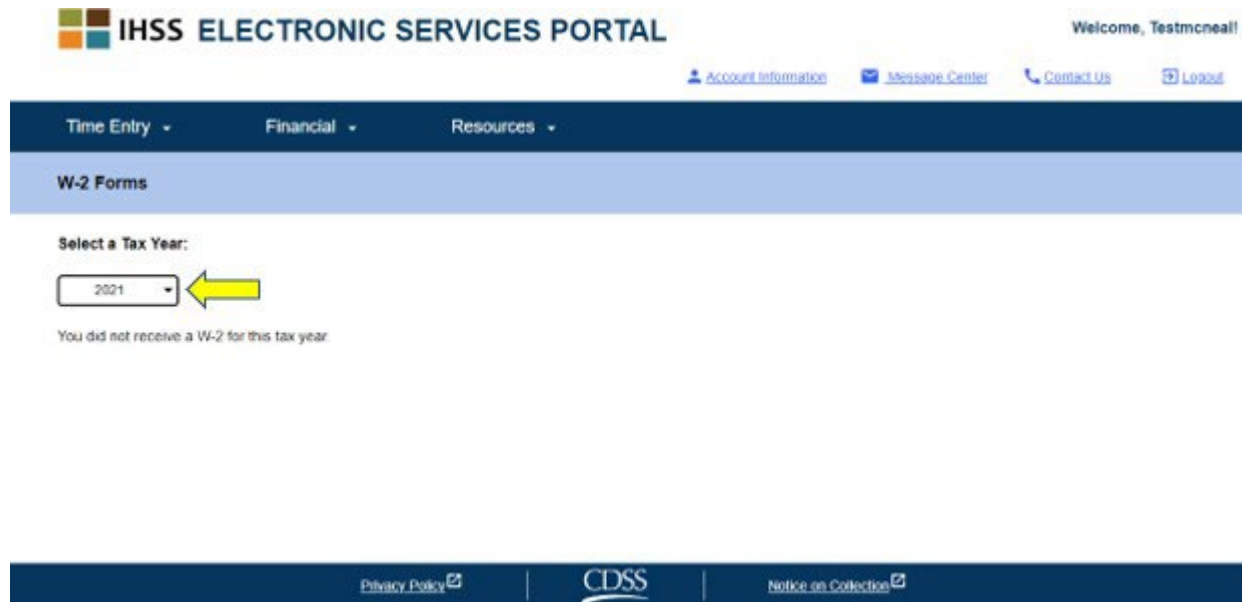 IHSS ELECTRONIC SERVICES PORTAL
Welcome, Testmcneal!
Account Information Message Center Contact Us Logout
Time Entry Financial Resources
W-2 Forms
Select a Tax Year:
2021
You did not receive a W-2 for this tax year.
Privacy Policy CDSS Notice on Collection